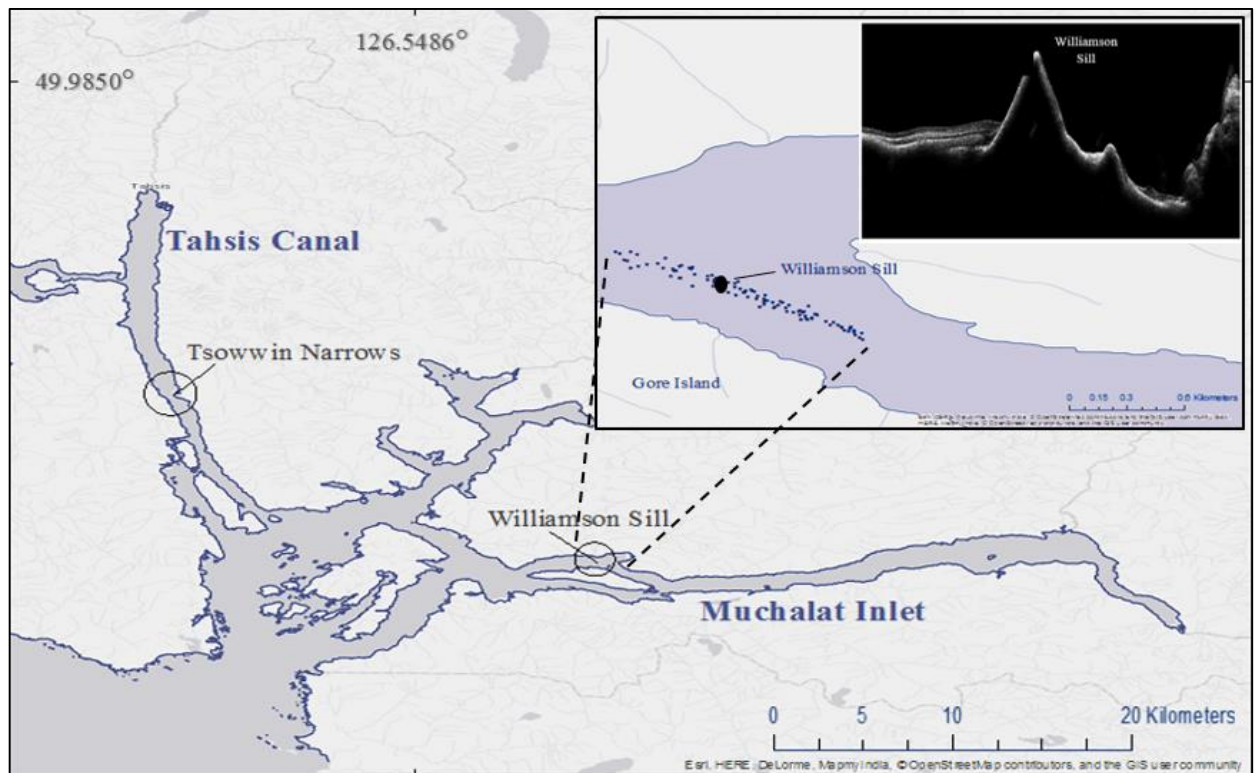 126.5486°
49.9850°
Tahsis
Tahsis Canal
Tsowwin Narrows
Williamson Sill
Muchalat Inlet
0 5 10 20 Kilometers
Esri, HERE, DeLorme, MapmyIndia, © OpenStreetMap contributors, and the GIS user community
Williamson
Sill
Williamson Sill
Gore Island
0 0.15 0.3 0.6 Kilometers